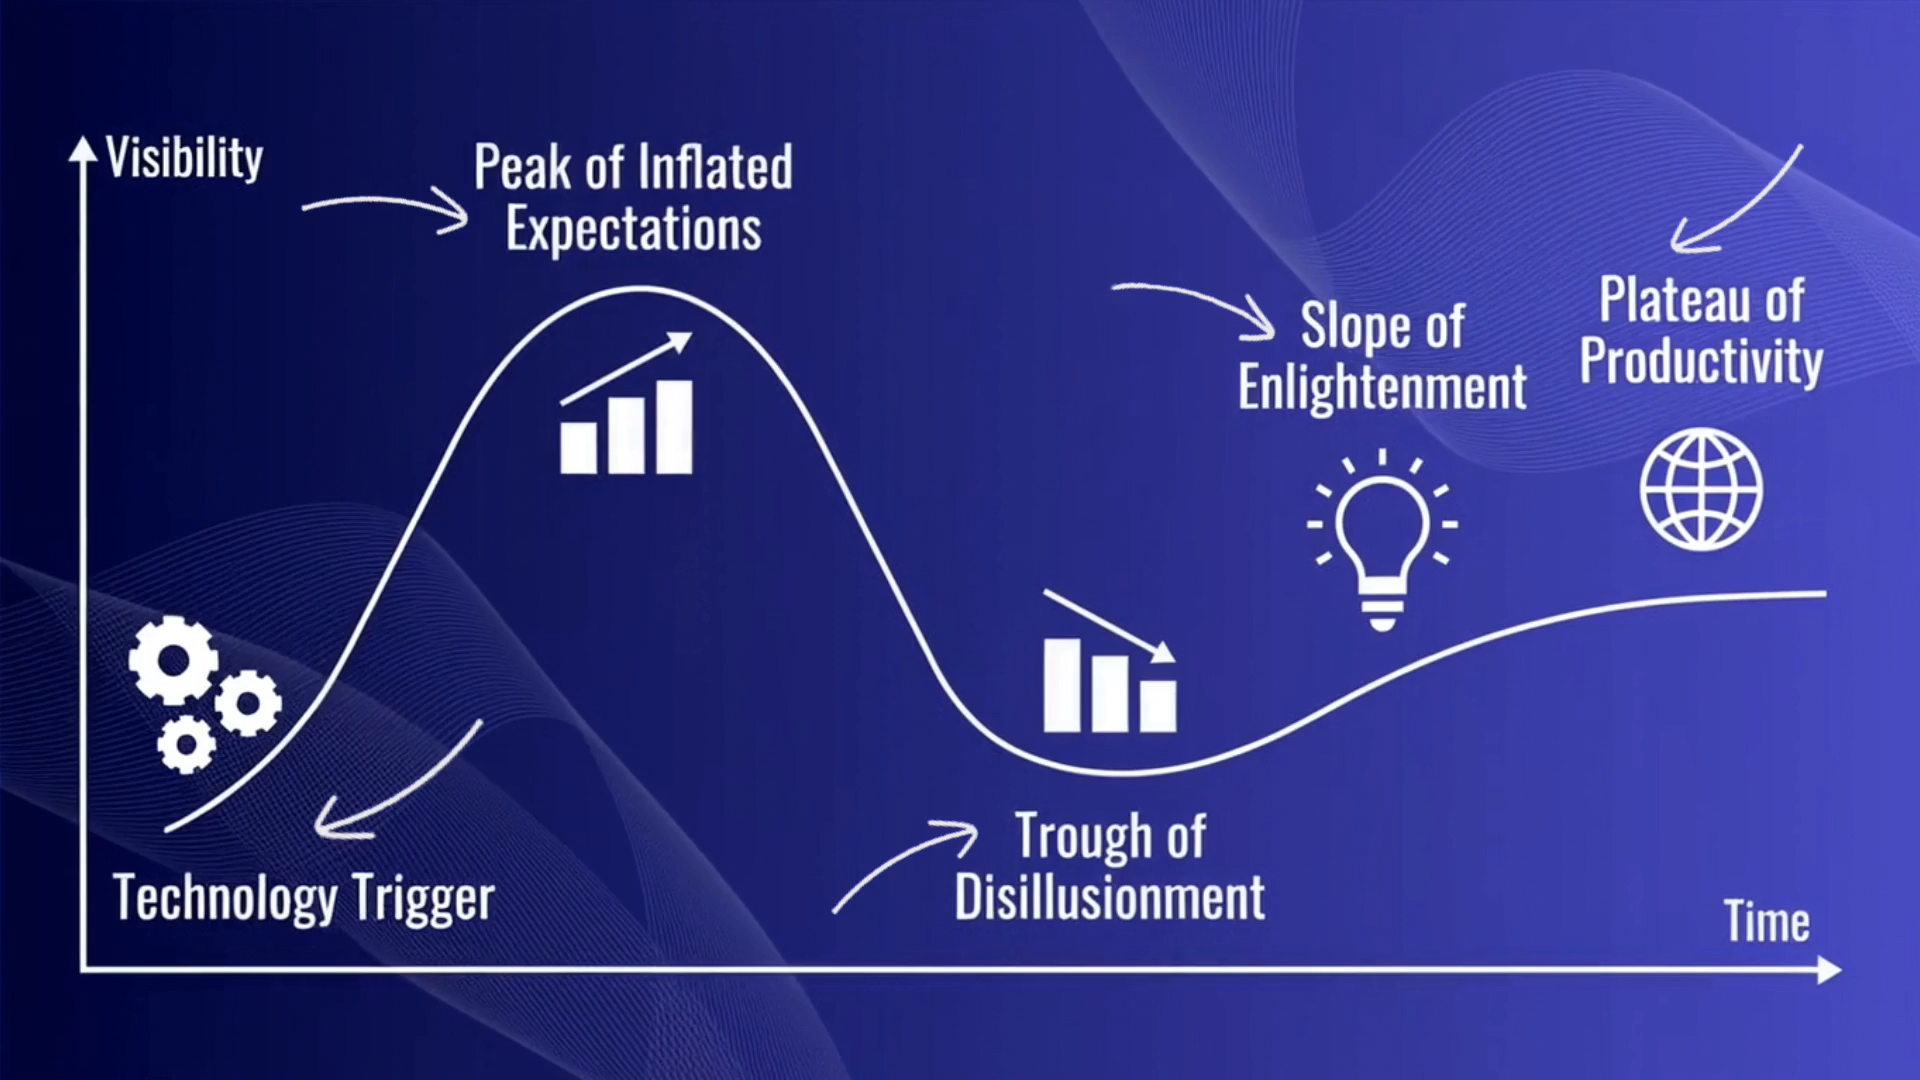 Visibility
Peak of Inflated
Expectations
Slope of
Enlightenment
Plateau of
Productivity
Technology Trigger
Trough of
Disillusionment
Time